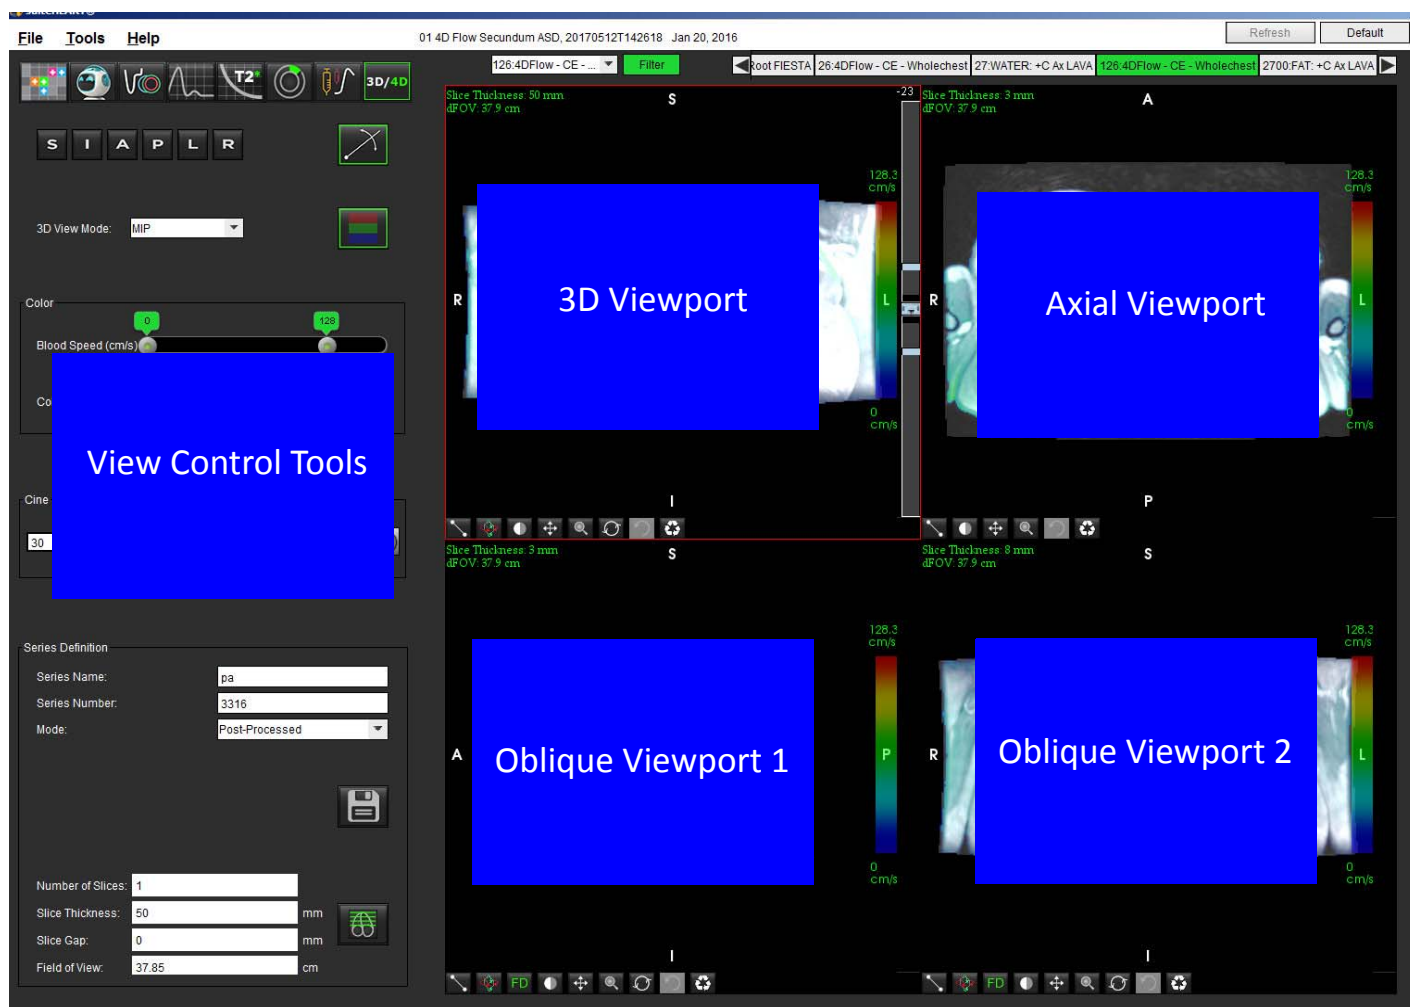 File Tools Help
01 4D Flow Secundum ASD, 20170512T142618 Jan 20, 2016
Refresh Default
126:4DFlow - CE - ... Filter
Root FIESTA 26:4DFlow - CE - Wholechest 27:WATER: +C Ax LAVA 126:4DFlow - CE - Wholechest 2700:FAT: +C Ax LAVA
T2* 3D/4D
S I A P L R
3D View Mode: MIP
Color
0 128
Blood Speed (cm/s)
Co
View Control Tools
Cine
30
Series Definition
Series Name: pa
Series Number: 3316
Mode: Post-Processed
Number of Slices: 1
Slice Thickness: 50 mm
Slice Gap: 0 mm
Field of View: 37.85 cm
Slice Thickness: 50 mm
dFOV: 37.9 cm
S
-23
128.3
cm/s
R
3D Viewport
L
0
cm/s
I
Slice Thickness: 3 mm
dFOV: 37.9 cm
A
128.3
cm/s
R
Axial Viewport
L
0
cm/s
P
Slice Thickness: 3 mm
dFOV: 37.9 cm
S
128.3
cm/s
A
Oblique Viewport 1
P
0
cm/s
I
FD
Slice Thickness: 8 mm
dFOV: 37.9 cm
S
128.3
cm/s
R
Oblique Viewport 2
L
0
cm/s
I
FD